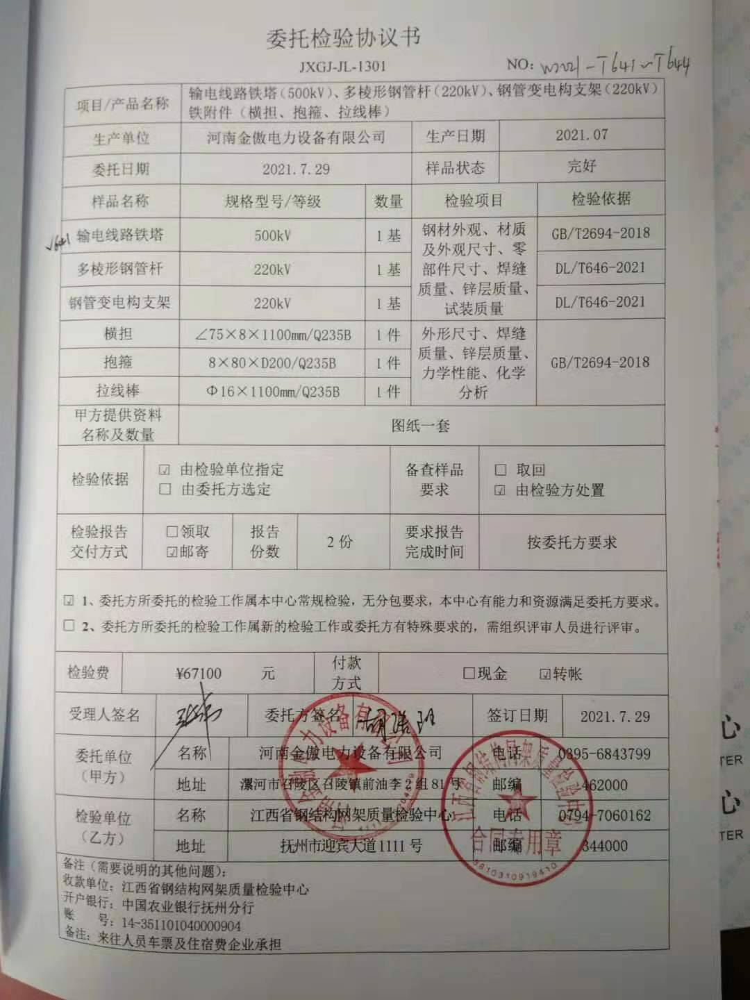 委托检验协议书
JXGJ-JL-1301
NO: W2021-T641~T644
项目/产品名称
输电线路铁塔（500kV）、多棱形钢管杆（220kV）、钢管变电构支架（220kV）
铁附件（横担、抱箍、拉线棒）
生产单位 河南金傲电力设备有限公司 生产日期 2021.07
委托日期 2021.7.29 样品状态 完好
样品名称 规格型号/等级 数量 检验项目 检验依据
输电线路铁塔 500kV 1基
多棱形钢管杆 220kV 1基
钢管变电构支架 220kV 1基
钢材外观、材质
及外观尺寸、零
部件尺寸、焊缝
质量、锌层质量、
试装质量
GB/T2694-2018
DL/T646-2021
DL/T646-2021
横担 ∠75×8×1100mm/Q235B 1件
抱箍 8×80×D200/Q235B 1件
拉线棒 Φ16×1100mm/Q235B 1件
外形尺寸、焊缝
质量、锌层质量、
力学性能、化学
分析
GB/T2694-2018
甲方提供资料
名称及数量
图纸一套
检验依据
☑ 由检验单位指定
☐ 由委托方选定
备查样品
要求
☐ 取回
☑ 由检验方处置
检验报告
交付方式
☐领取
☑邮寄
报告
份数
2份
要求报告
完成时间
按委托方要求
☑ 1、委托方所委托的检验工作属本中心常规检验，无分包要求，本中心有能力和资源满足委托方要求。
☐ 2、委托方所委托的检验工作属新的检验工作或委托方有特殊要求的，需组织评审人员进行评审。
检验费 ¥67100 元
付款
方式
☐现金 ☑转帐
受理人签名 委托方签名 签订日期 2021.7.29
委托单位
（甲方）
名称 河南金傲电力设备有限公司 电话 0395-6843799
地址 漯河市召陵区召陵镇前油李2组81号 邮编 462000
检验单位
（乙方）
名称 江西省钢结构网架质量检验中心 电话 0794-7060162
地址 抚州市迎宾大道1111号 邮编 344000
合同专用章
3610310919410
备注（需要说明的其他问题）：
收款单位：江西省钢结构网架质量检验中心
开户银行：中国农业银行抚州分行
账 号：14-351101040000904
备注：来往人员车票及住宿费企业承担
心
TER
心
TER